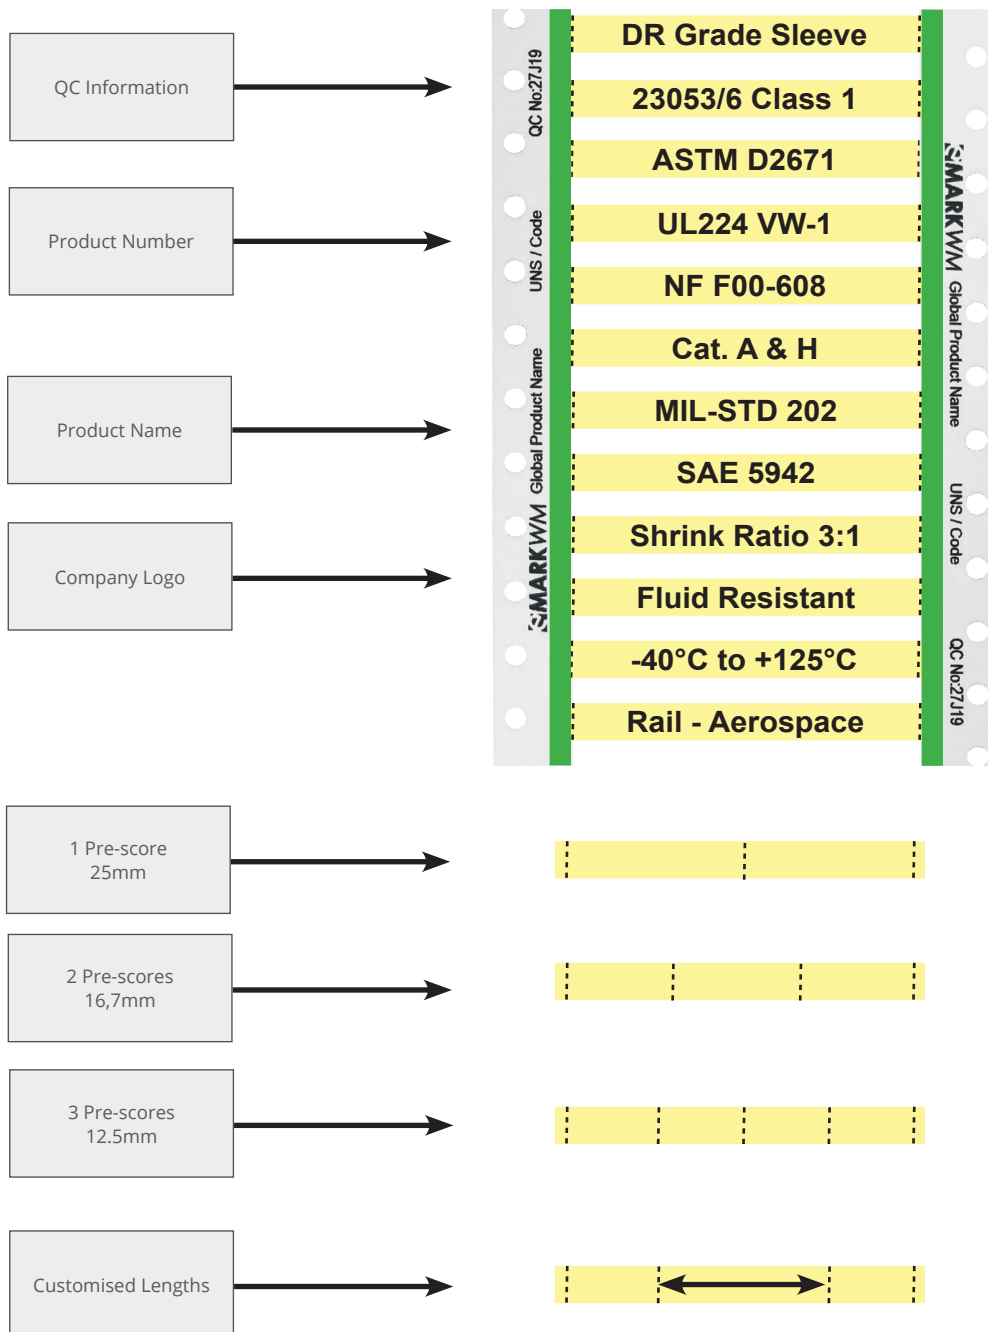 QC Information
Product Number
Product Name
Company Logo
QC No:27J19
UNS / Code
Global Product Name
MARKWM
DR Grade Sleeve
23053/6 Class 1
ASTM D2671
UL224 VW-1
NF F00-608
Cat. A & H
MIL-STD 202
SAE 5942
Shrink Ratio 3:1
Fluid Resistant
-40°C to +125°C
Rail - Aerospace
MARKWM
Global Product Name
UNS / Code
QC No:27J19
1 Pre-score
25mm
2 Pre-scores
16,7mm
3 Pre-scores
12.5mm
Customised Lengths